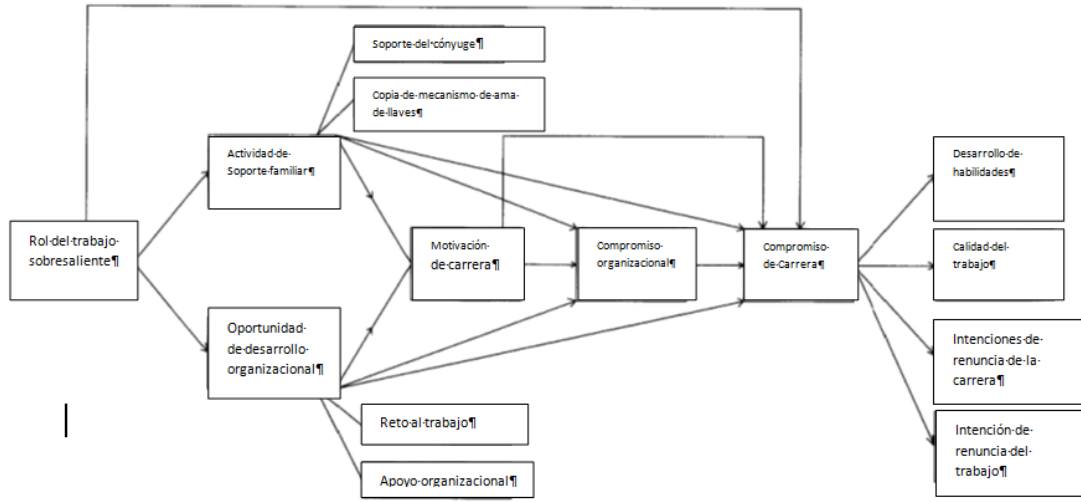 Soporte·del·cónyuge¶
Copia·de·mecanismo·de·ama·
de·llaves¶
Actividad·de·
Soporte·familiar¶
Desarrollo·de·
habilidades¶
Rol·del·trabajo·
sobresaliente¶
Motivación·
de·carrera¶
Compromiso·
organizacional¶
Compromiso·
de·Carrera¶
Calidad·del·
trabajo¶
Oportunidad·
de·desarrollo·
organizacional¶
Intenciones·de·
renuncia·de·la·
carrera¶
Reto·al·trabajo¶
Intención·de·
renuncia·del·
trabajo¶
Apoyo·organizacional¶